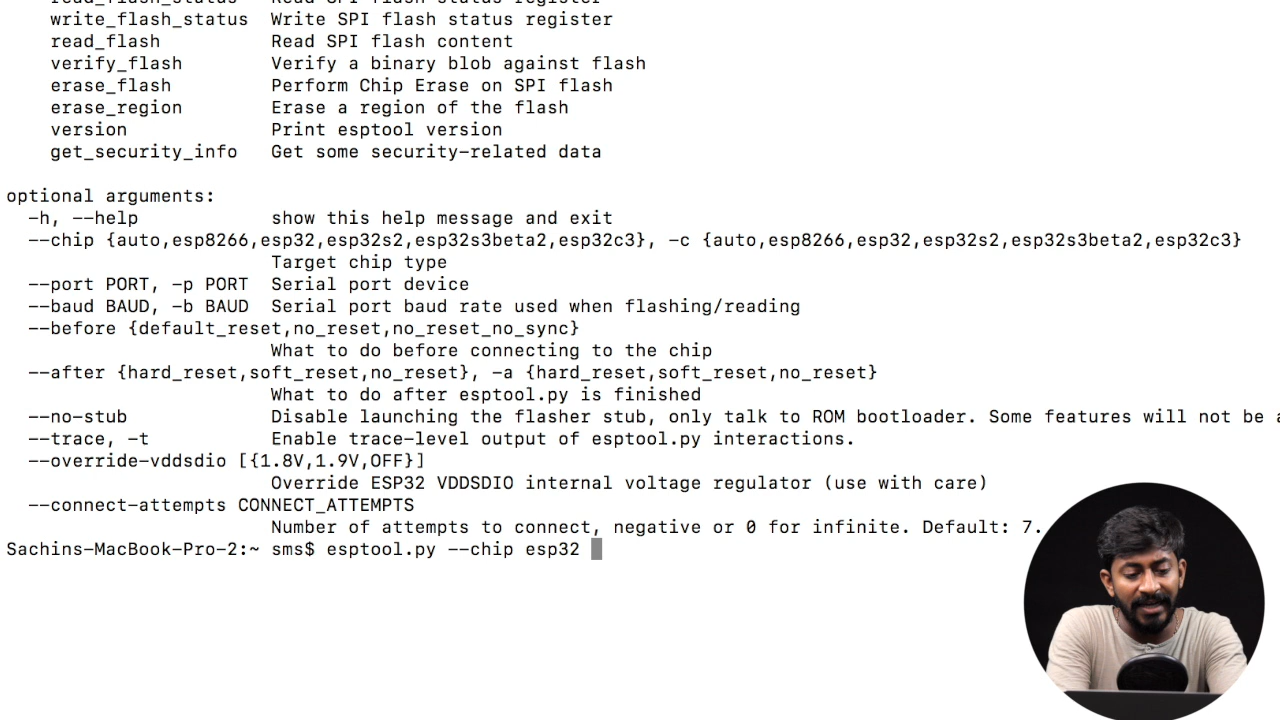 write_flash_status  Write SPI flash status register
read_flash          Read SPI flash content
verify_flash        Verify a binary blob against flash
erase_flash         Perform Chip Erase on SPI flash
erase_region        Erase a region of the flash
version             Print esptool version
get_security_info   Get some security-related data
optional arguments:
-h, --help            show this help message and exit
--chip {auto,esp8266,esp32,esp32s2,esp32s3beta2,esp32c3}, -c {auto,esp8266,esp32,esp32s2,esp32s3beta2,esp32c3}
Target chip type
--port PORT, -p PORT  Serial port device
--baud BAUD, -b BAUD  Serial port baud rate used when flashing/reading
--before {default_reset,no_reset,no_reset_no_sync}
What to do before connecting to the chip
--after {hard_reset,soft_reset,no_reset}, -a {hard_reset,soft_reset,no_reset}
What to do after esptool.py is finished
--no-stub             Disable launching the flasher stub, only talk to ROM bootloader. Some features will not be
--trace, -t           Enable trace-level output of esptool.py interactions.
--override-vddsdio [{1.8V,1.9V,OFF}]
Override ESP32 VDDSDIO internal voltage regulator (use with care)
--connect-attempts CONNECT_ATTEMPTS
Number of attempts to connect, negative or 0 for infinite. Default: 7.
Sachins-MacBook-Pro-2:~ sms$ esptool.py --chip esp32